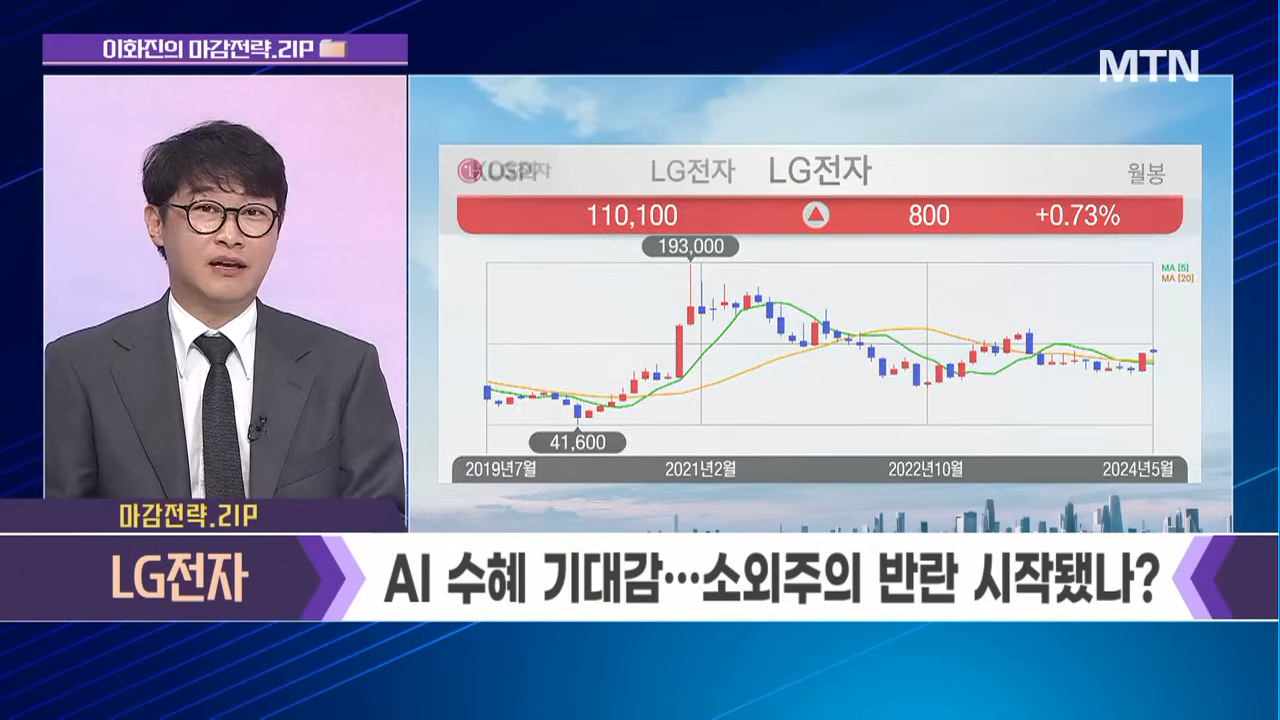 이화진의 마감전략.ZIP
MTN
LG전자 LG전자
월봉
110,100 800 +0.73%
193,000
MA [5]
MA [20]
41,600
2019년7월 2021년2월 2022년10월 2024년5월
마감전략.ZIP
LG전자
AI 수혜 기대감…소외주의 반란 시작됐나?